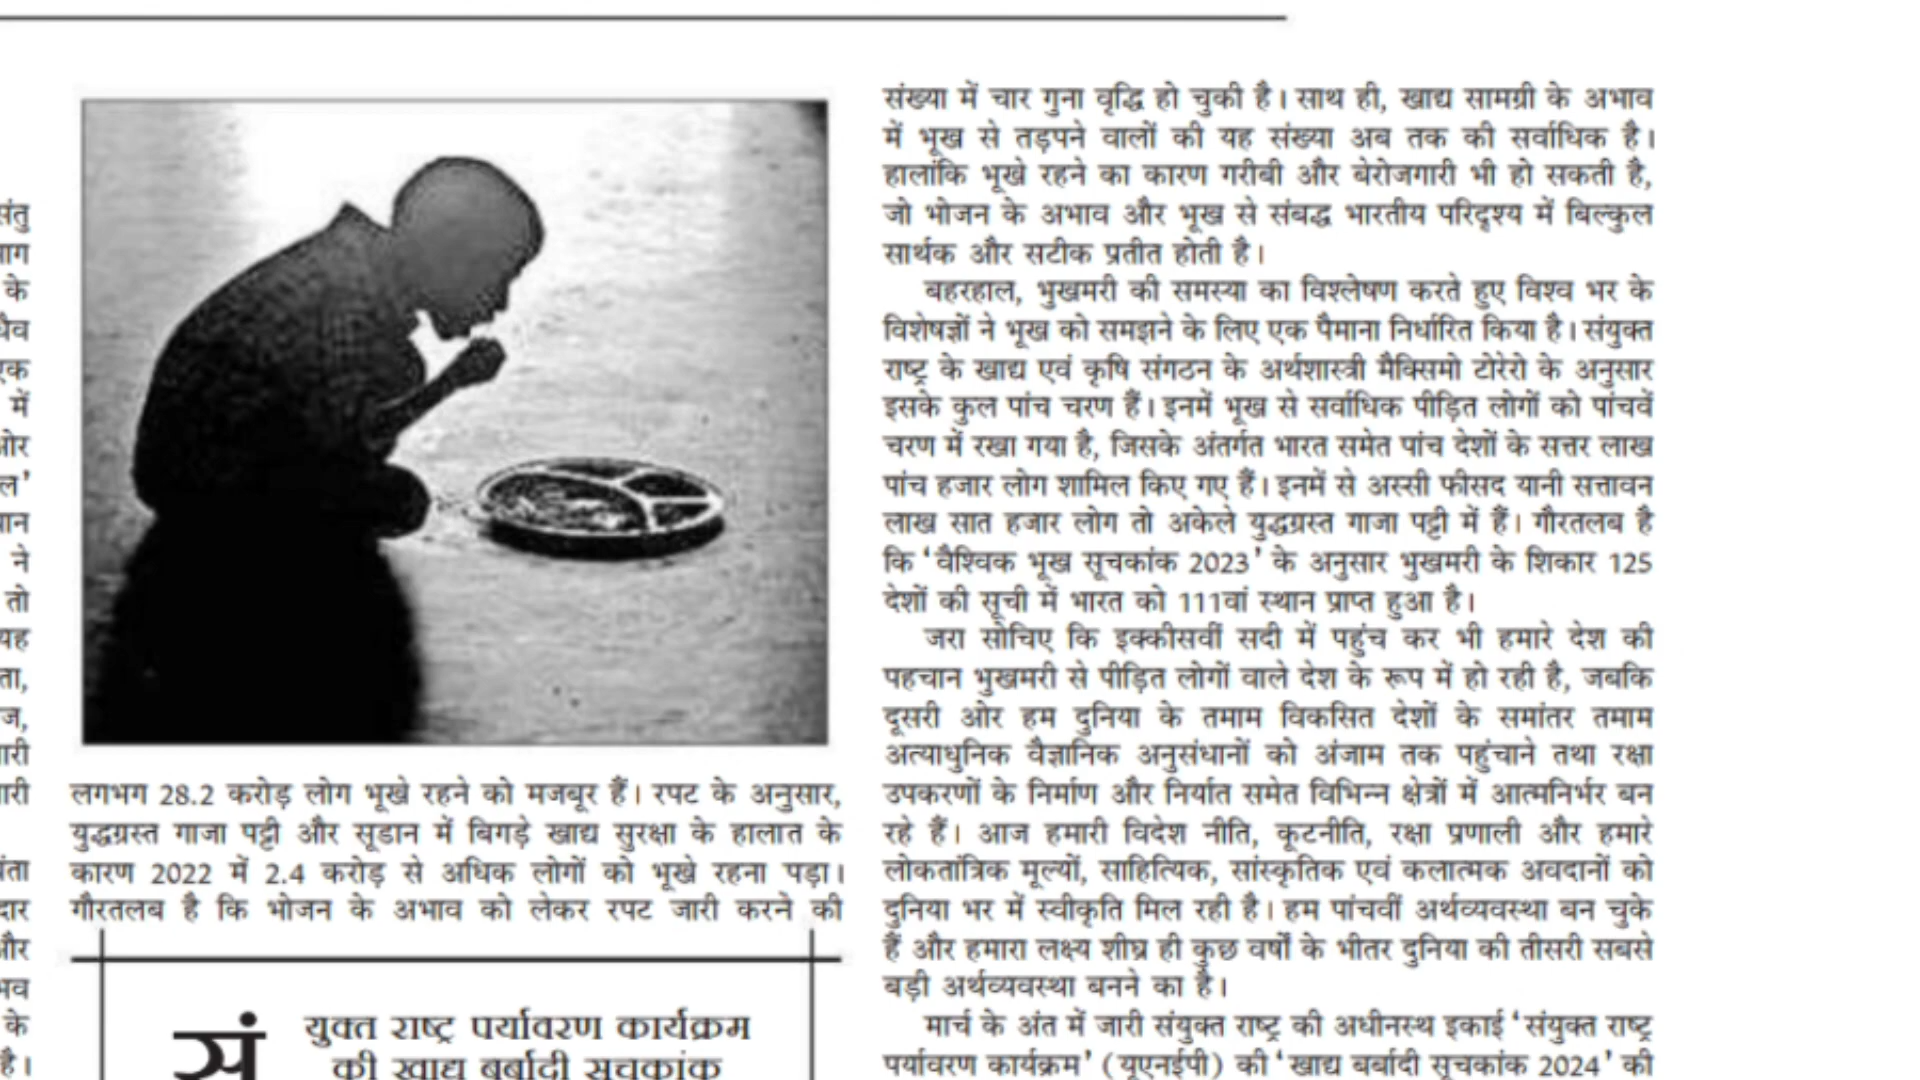 संतु
के
एक
में
ओर
ल'
ने
तो
यह
ता,
ज,
और
के
है।
लगभग 28.2 करोड़ लोग भूखे रहने को मजबूर हैं। रपट के अनुसार,
युद्धग्रस्त गाजा पट्टी और सूडान में बिगड़े खाद्य सुरक्षा के हालात के
कारण 2022 में 2.4 करोड़ से अधिक लोगों को भूखे रहना पड़ा।
गौरतलब है कि भोजन के अभाव को लेकर रपट जारी करने की
सं युक्त राष्ट्र पर्यावरण कार्यक्रम
की खाद्य बर्बादी सूचकांक
संख्या में चार गुना वृद्धि हो चुकी है। साथ ही, खाद्य सामग्री के अभाव
में भूख से तड़पने वालों की यह संख्या अब तक की सर्वाधिक है।
हालांकि भूखे रहने का कारण गरीबी और बेरोजगारी भी हो सकती है,
जो भोजन के अभाव और भूख से संबद्ध भारतीय परिदृश्य में बिल्कुल
सार्थक और सटीक प्रतीत होती है।
बहरहाल, भुखमरी की समस्या का विश्लेषण करते हुए विश्व भर के
विशेषज्ञों ने भूख को समझने के लिए एक पैमाना निर्धारित किया है। संयुक्त
राष्ट्र के खाद्य एवं कृषि संगठन के अर्थशास्त्री मैक्सिमो टोरेरो के अनुसार
इसके कुल पांच चरण हैं। इनमें भूख से सर्वाधिक पीड़ित लोगों को पांचवें
चरण में रखा गया है, जिसके अंतर्गत भारत समेत पांच देशों के सत्तर लाख
पांच हजार लोग शामिल किए गए हैं। इनमें से अस्सी फीसद यानी सत्तावन
लाख सात हजार लोग तो अकेले युद्धग्रस्त गाजा पट्टी में हैं। गौरतलब है
कि 'वैश्विक भूख सूचकांक 2023' के अनुसार भुखमरी के शिकार 125
देशों की सूची में भारत को 111वां स्थान प्राप्त हुआ है।
जरा सोचिए कि इक्कीसवीं सदी में पहुंच कर भी हमारे देश की
पहचान भुखमरी से पीड़ित लोगों वाले देश के रूप में हो रही है, जबकि
दूसरी ओर हम दुनिया के तमाम विकसित देशों के समांतर तमाम
अत्याधुनिक वैज्ञानिक अनुसंधानों को अंजाम तक पहुंचाने तथा रक्षा
उपकरणों के निर्माण और निर्यात समेत विभिन्न क्षेत्रों में आत्मनिर्भर बन
रहे हैं। आज हमारी विदेश नीति, कूटनीति, रक्षा प्रणाली और हमारे
लोकतांत्रिक मूल्यों, साहित्यिक, सांस्कृतिक एवं कलात्मक अवदानों को
दुनिया भर में स्वीकृति मिल रही है। हम पांचवीं अर्थव्यवस्था बन चुके
हैं और हमारा लक्ष्य शीघ्र ही कुछ वर्षों के भीतर दुनिया की तीसरी सबसे
बड़ी अर्थव्यवस्था बनने का है।
मार्च के अंत में जारी संयुक्त राष्ट्र की अधीनस्थ इकाई 'संयुक्त राष्ट्र
पर्यावरण कार्यक्रम' (यूएनईपी) की 'खाद्य बर्बादी सूचकांक 2024' की